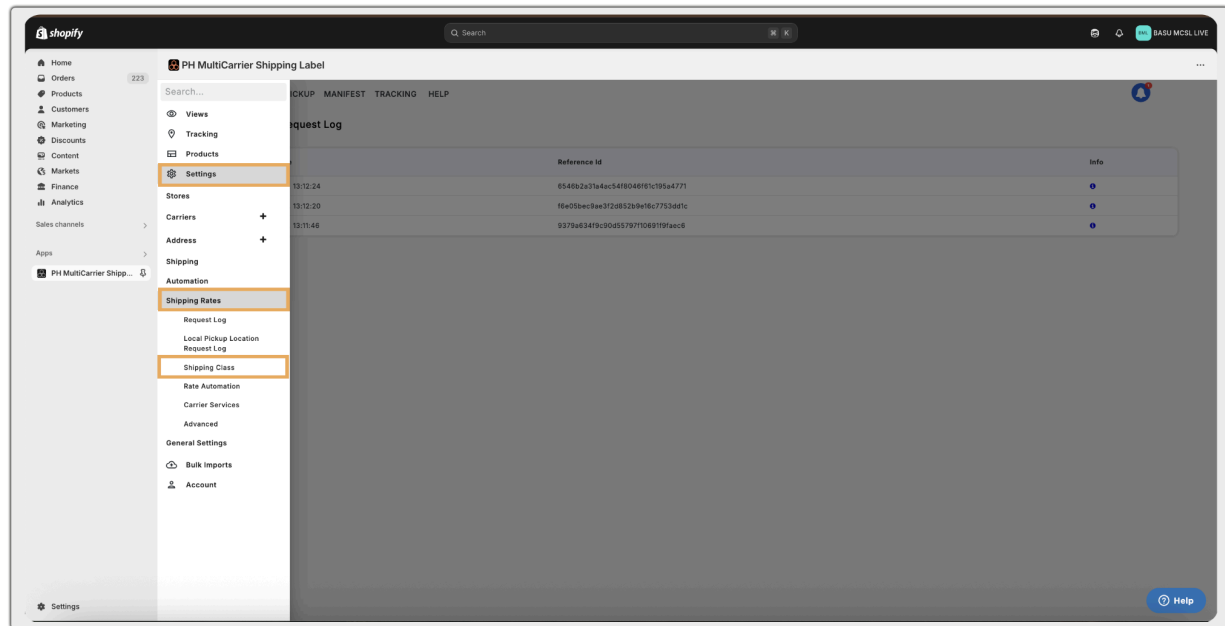 shopify
Search
⌘ K
BML
BASU MCSL LIVE
Home
Orders 223
Products
Customers
Marketing
Discounts
Content
Markets
Finance
Analytics
Sales channels
Apps
PH MultiCarrier Shipp...
Settings
PH MultiCarrier Shipping Label
...
Search...
Views
Tracking
Products
Settings
Stores
Carriers +
Address +
Shipping
Automation
Shipping Rates
Request Log
Local Pickup Location
Request Log
Shipping Class
Rate Automation
Carrier Services
Advanced
General Settings
Bulk Imports
Account
ICKUP MANIFEST TRACKING HELP
equest Log
Reference Id Info
13:12:24 6546b2a31a4ac54f8046f61c195a4771
13:12:20 f6e05bec9ae3f2d852b9e16c7753dd1c
13:11:46 9379a634f9c90d55797f10691f9faec6
Help